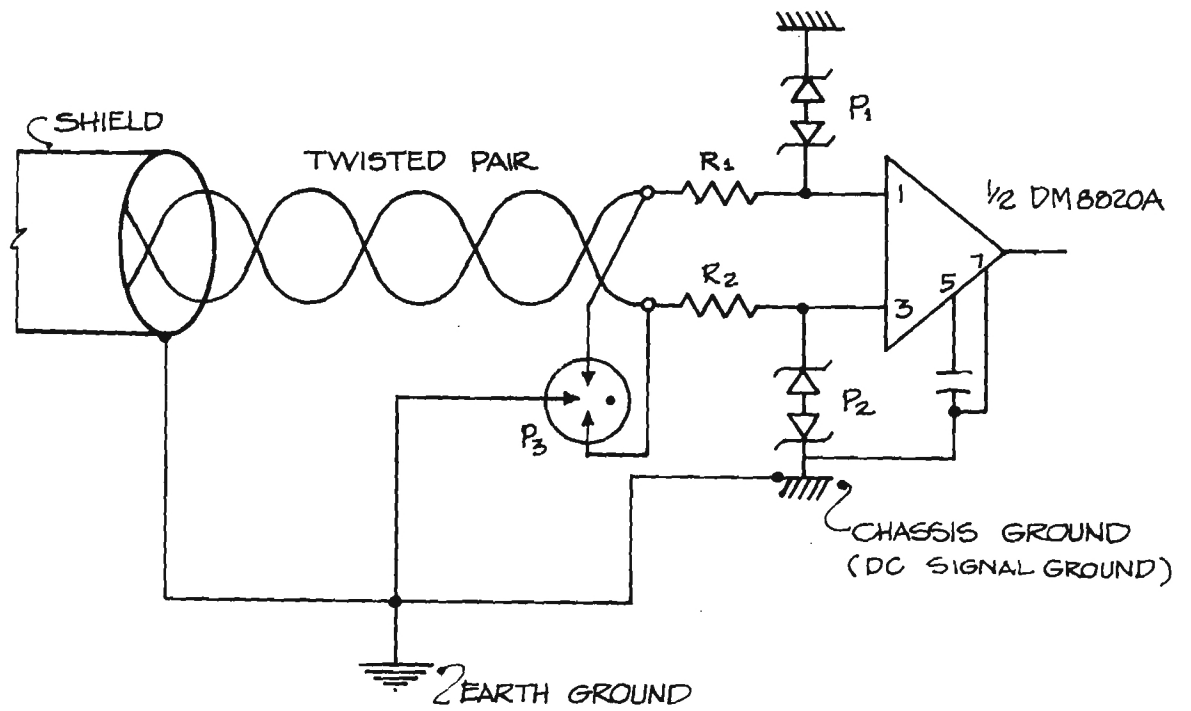 SHIELD
TWISTED PAIR
P1
R1
1
½ DM8820A
R2
7
5
3
P2
P3
CHASSIS GROUND
(DC SIGNAL GROUND)
EARTH GROUND